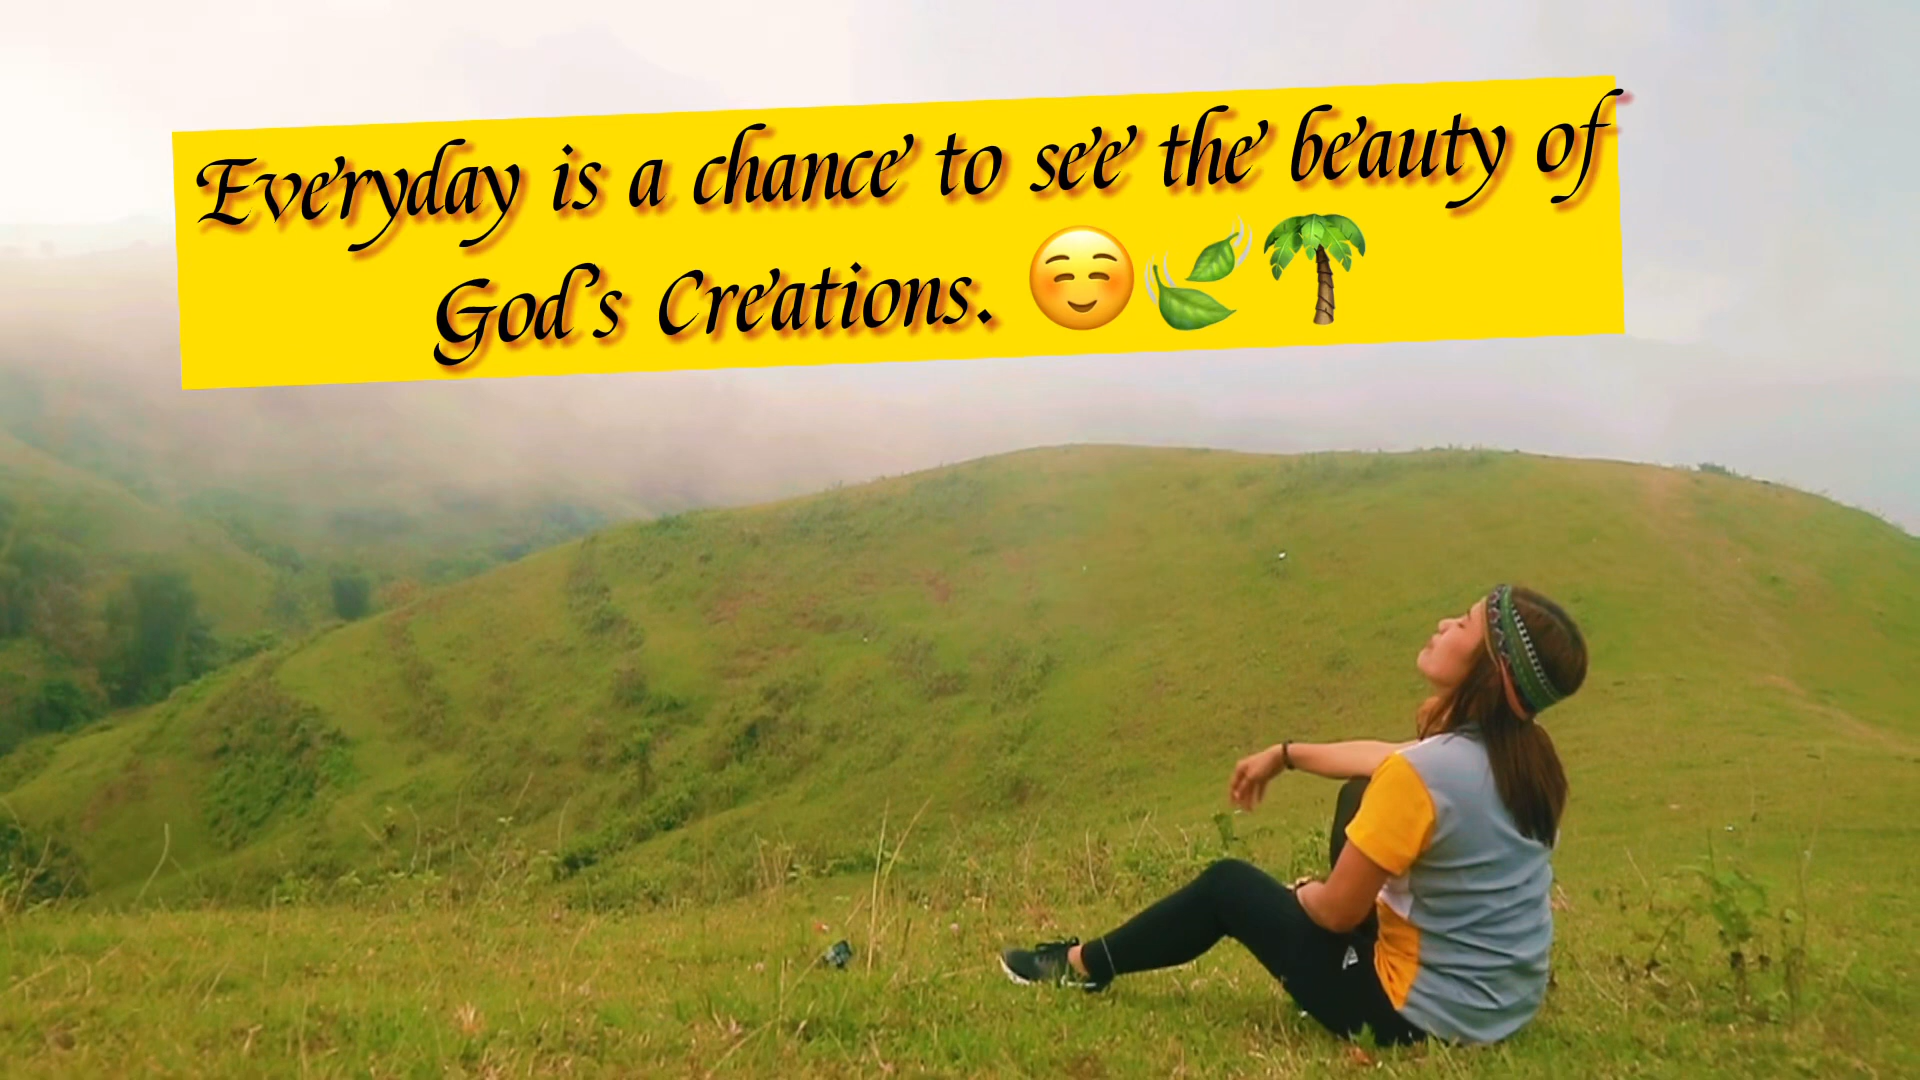 Everyday is a chance to see the beauty of
God's Creations. ☺️🍃🌴